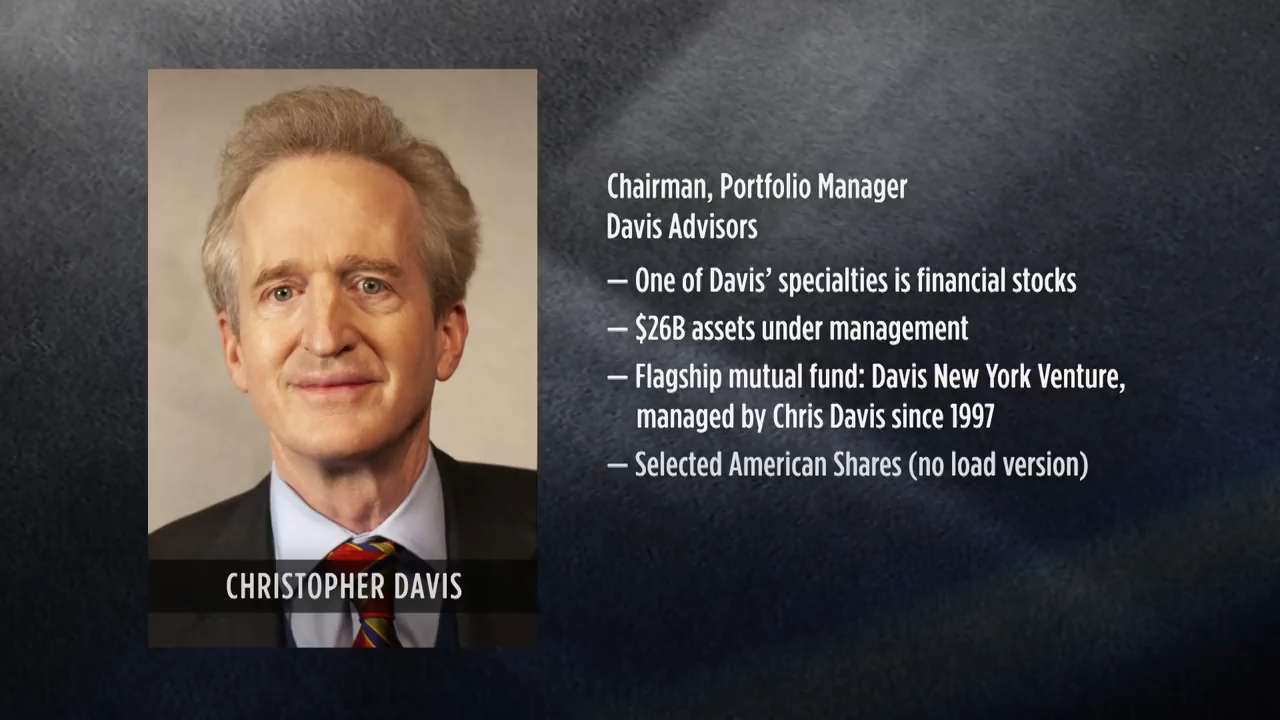 Chairman, Portfolio Manager
Davis Advisors
– One of Davis’ specialties is financial stocks
– $26B assets under management
– Flagship mutual fund: Davis New York Venture,
managed by Chris Davis since 1997
– Selected American Shares (no load version)
CHRISTOPHER DAVIS